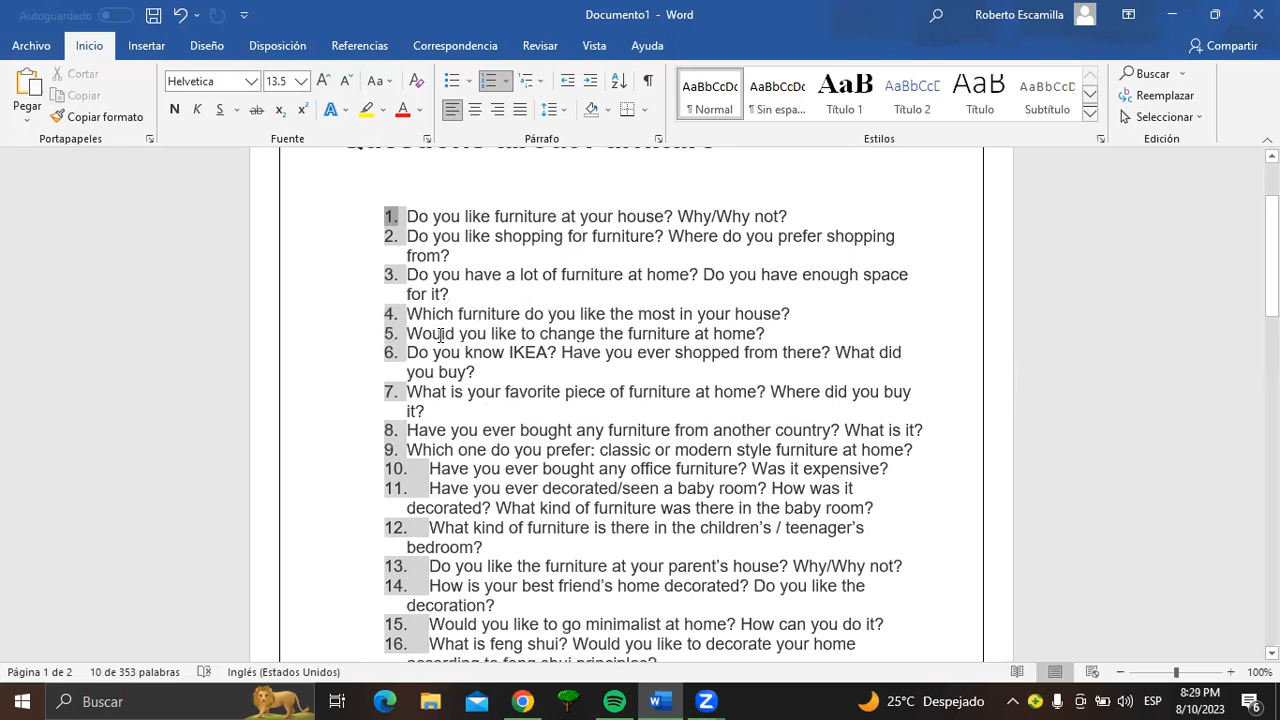 Autoguardado
Documento1 - Word
Roberto Escamilla
Archivo Inicio Insertar Diseño Disposición Referencias Correspondencia Revisar Vista Ayuda Compartir
Pegar
Cortar
Copiar
Copiar formato
Portapapeles
Helvetica 13.5
Aa
N K S ab x₂ x² A A
Fuente
Párrafo
AaBbCcDc AaBbCcDc AaB AaBbCcD AaB AaBbCcD
¶ Normal ¶ Sin espa... Título 1 Título 2 Título Subtítulo
Estilos
Buscar
Reemplazar
Seleccionar
Edición
Questions about Furniture
1. Do you like furniture at your house? Why/Why not?
2. Do you like shopping for furniture? Where do you prefer shopping
from?
3. Do you have a lot of furniture at home? Do you have enough space
for it?
4. Which furniture do you like the most in your house?
5. Would you like to change the furniture at home?
6. Do you know IKEA? Have you ever shopped from there? What did
you buy?
7. What is your favorite piece of furniture at home? Where did you buy
it?
8. Have you ever bought any furniture from another country? What is it?
9. Which one do you prefer: classic or modern style furniture at home?
10. Have you ever bought any office furniture? Was it expensive?
11. Have you ever decorated/seen a baby room? How was it
decorated? What kind of furniture was there in the baby room?
12. What kind of furniture is there in the children’s / teenager’s
bedroom?
13. Do you like the furniture at your parent’s house? Why/Why not?
14. How is your best friend’s home decorated? Do you like the
decoration?
15. Would you like to go minimalist at home? How can you do it?
16. What is feng shui? Would you like to decorate your home
according to feng shui principles?
Página 1 de 2 10 de 353 palabras Inglés (Estados Unidos) 100%
Buscar
25°C Despejado
ESP
8:29 PM
8/10/2023
6